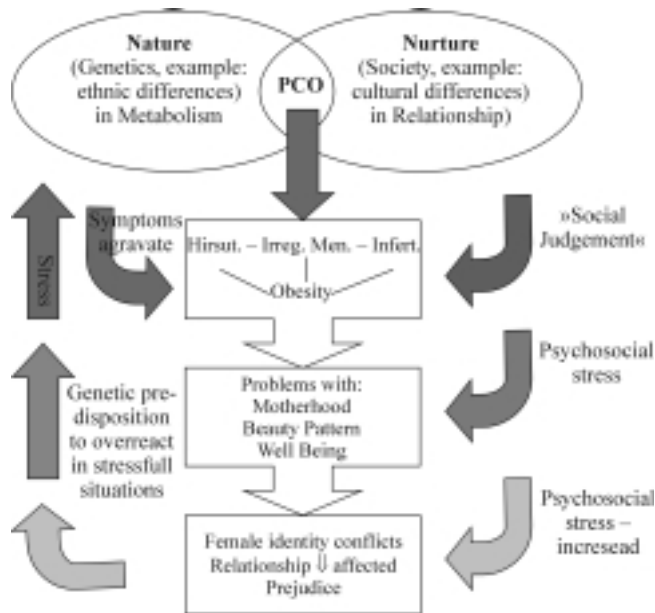 Nature
(Genetics, example:
ethnic differences)
in Metabolism
PCO
Nurture
(Society, example:
cultural differences)
in Relationship)
Symptoms
agravate
Stress
Hirsut. – Irreg. Men. – Infert.
Obesity
»Social
Judgement«
Genetic pre-
disposition
to overreact
in stressfull
situations
Problems with:
Motherhood
Beauty Pattern
Well Being
Psychosocial
stress
Female identity conflicts
Relationship ⇓ affected
Prejudice
Psychosocial
stress –
incresead